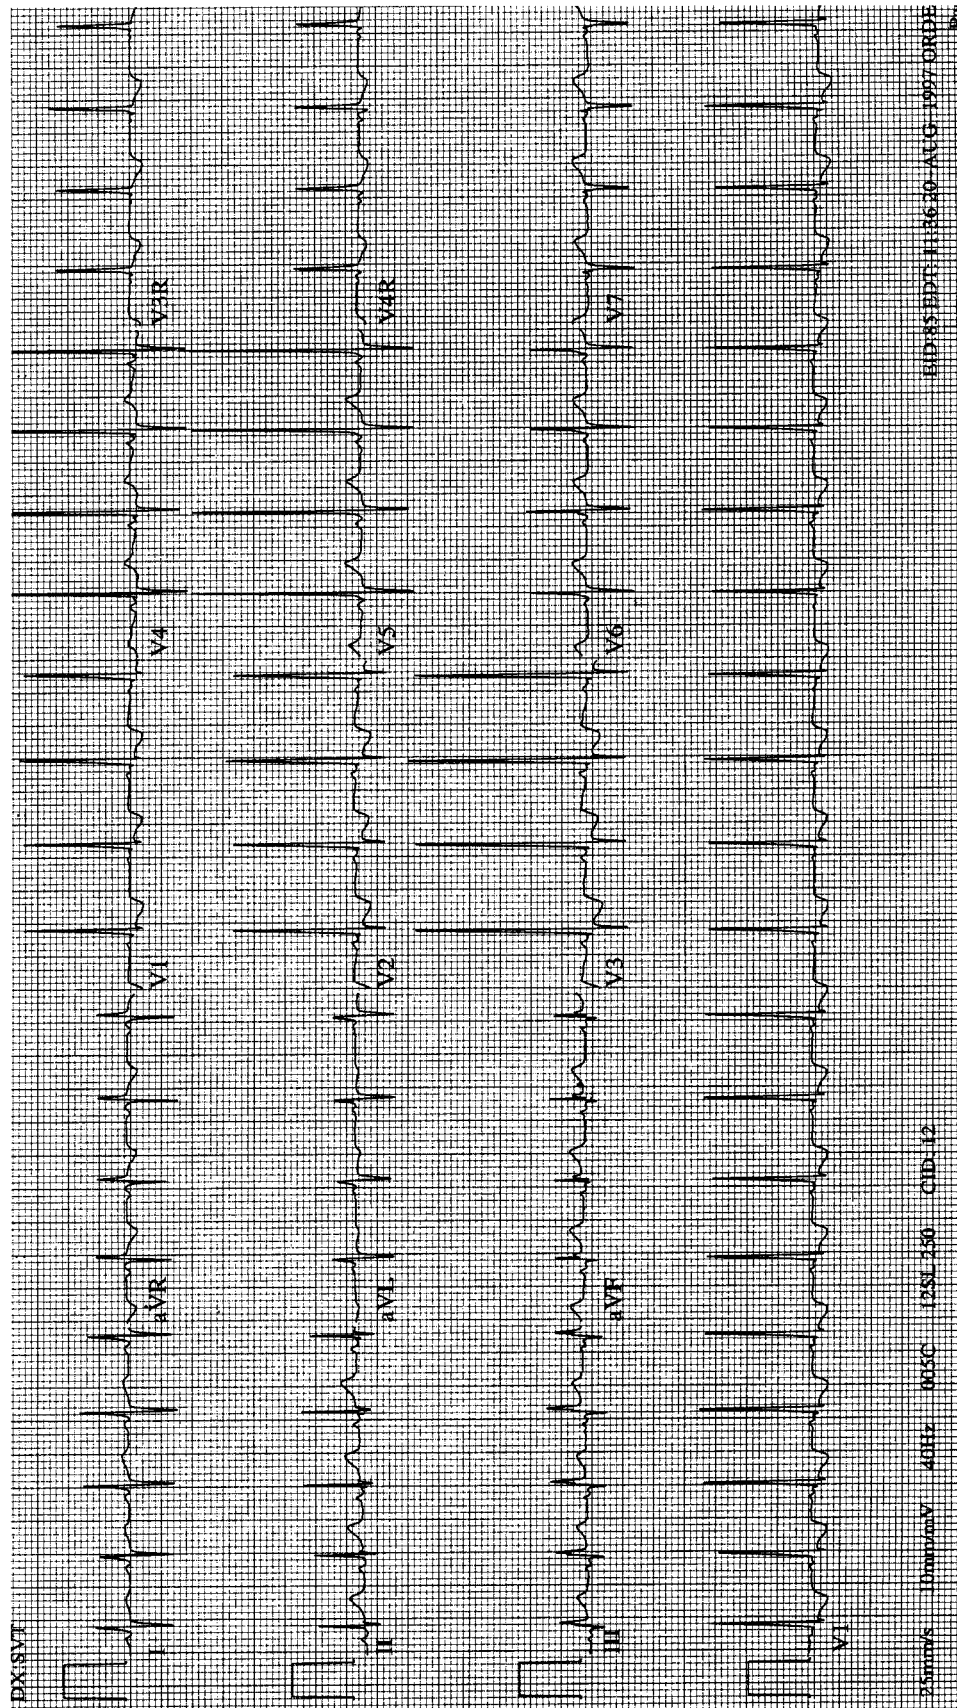 DX:SVT
I aVR V1 V4 V3R
II aVL V2 V5 V4R
III aVF V3 V6 V7
V1
25mm/s 10mm/mV 40Hz 005C 12SL 250 CID: 12 EID:85 EDT: 11:36 20-AUG-1997 ORDE